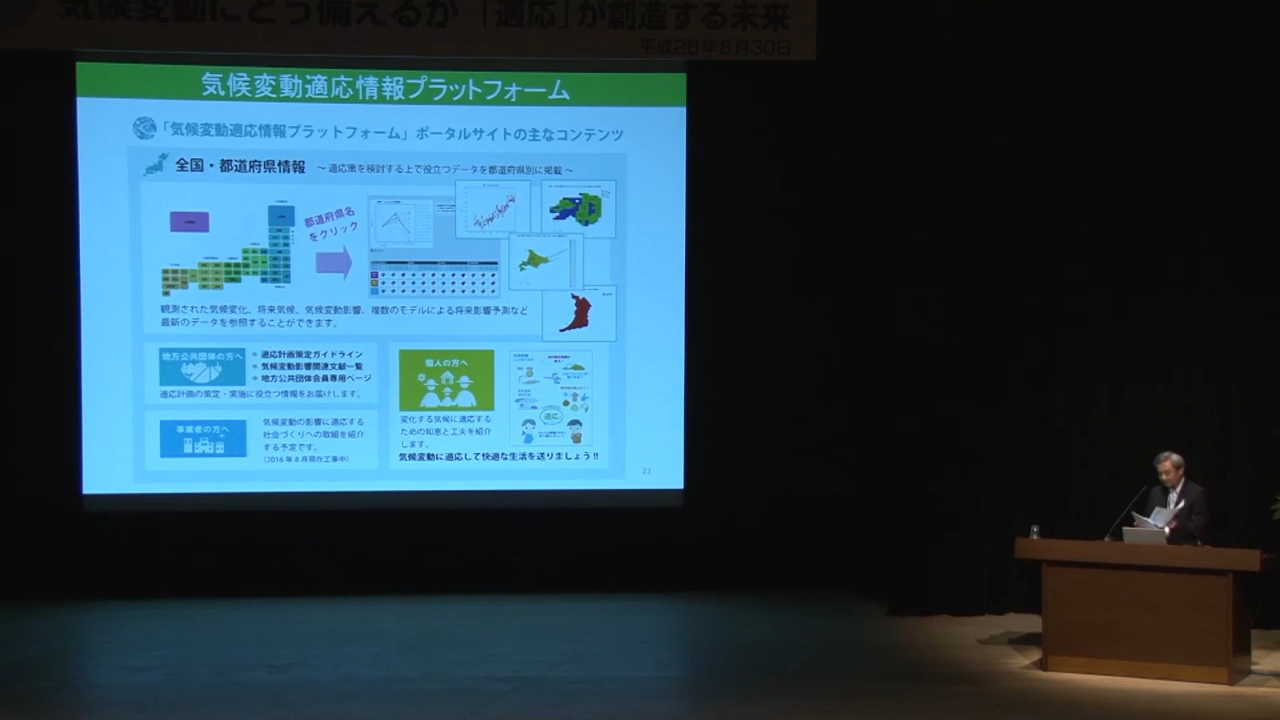 気候変動にどう備えるか 「適応」が創造する未来
平成28年8月30日
気候変動適応情報プラットフォーム
「気候変動適応情報プラットフォーム」ポータルサイトの主なコンテンツ
全国・都道府県情報 ～ 適応策を検討する上で役立つデータを都道府県別に掲載 ～
都道府県名
をクリック
観測された気候変化、将来気候、気候変動影響、複数のモデルによる将来影響予測など
最新のデータを参照することができます。
地方公共団体の方へ
適応計画策定ガイドライン
気候変動影響関連文献一覧
地方公共団体会員専用ページ
適応計画の策定・実施に役立つ情報をお届けします。
事業者の方へ
気候変動の影響に適応する
社会づくりへの取組を紹介
する予定です。
（2016年8月現在工事中）
個人の方へ
変化する気候に適応する
ための知恵と工夫を紹介
します。
気候変動に適応して快適な生活を送りましょう!!
適応
22